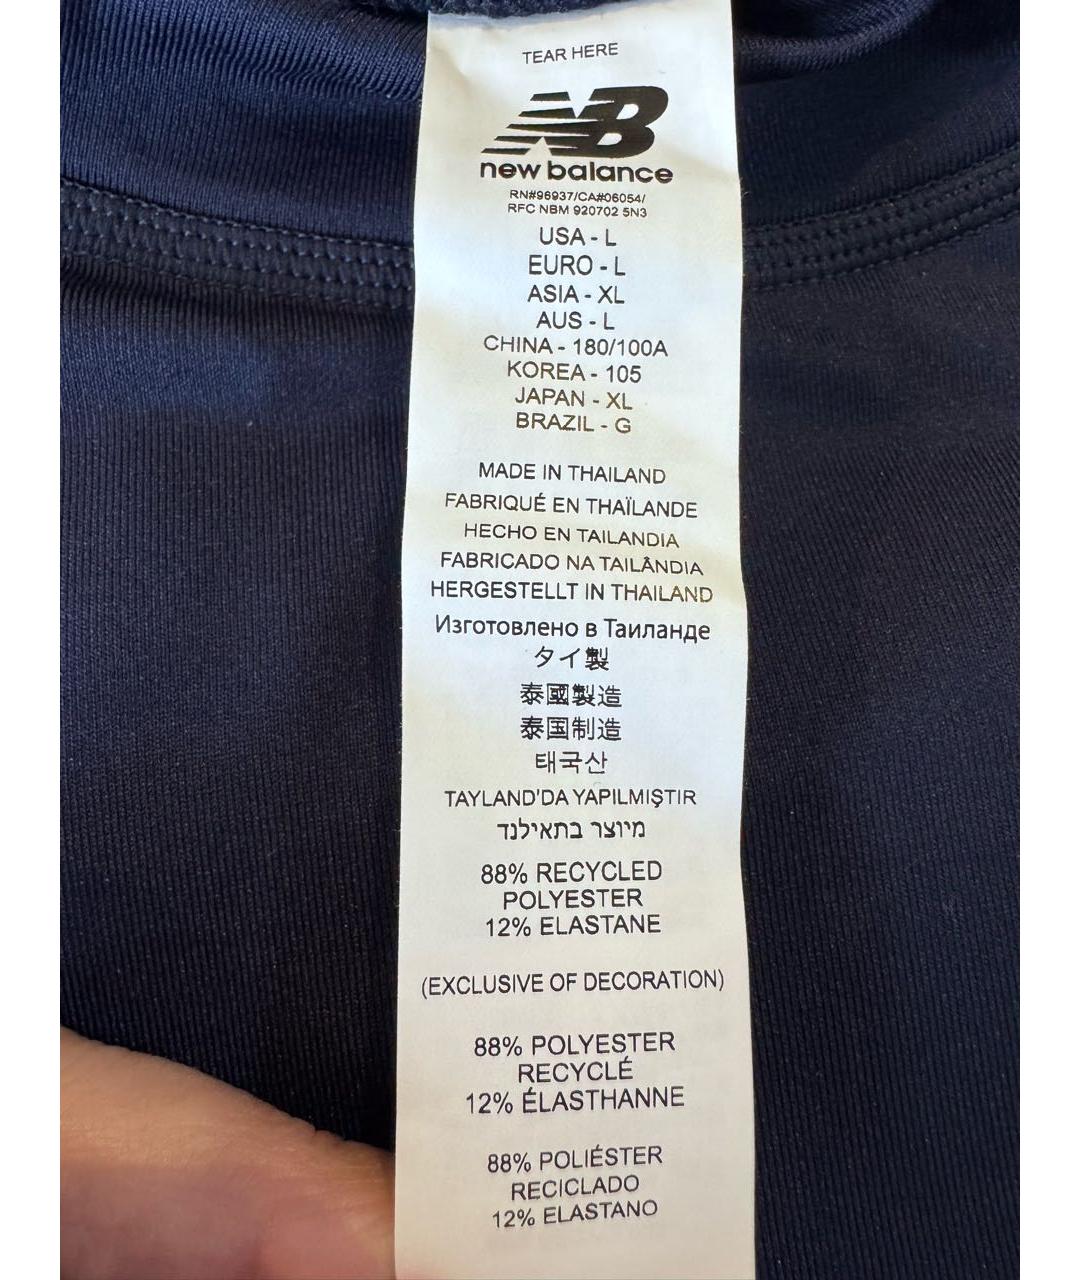 TEAR HERE
NB
new balance
RN#96937/CA#06054/
RFC NBM 920702 5N3
USA - L
EURO - L
ASIA - XL
AUS - L
CHINA - 180/100A
KOREA - 105
JAPAN - XL
BRAZIL - G
MADE IN THAILAND
FABRIQUÉ EN THAÏLANDE
HECHO EN TAILANDIA
FABRICADO NA TAILÂNDIA
HERGESTELLT IN THAILAND
Изготовлено в Таиланде
タイ製
泰國製造
泰国制造
태국산
TAYLAND'DA YAPILMIŞTIR
מיוצר בתאילנד
88% RECYCLED
POLYESTER
12% ELASTANE
(EXCLUSIVE OF DECORATION)
88% POLYESTER
RECYCLÉ
12% ÉLASTHANNE
88% POLIÉSTER
RECICLADO
12% ELASTANO